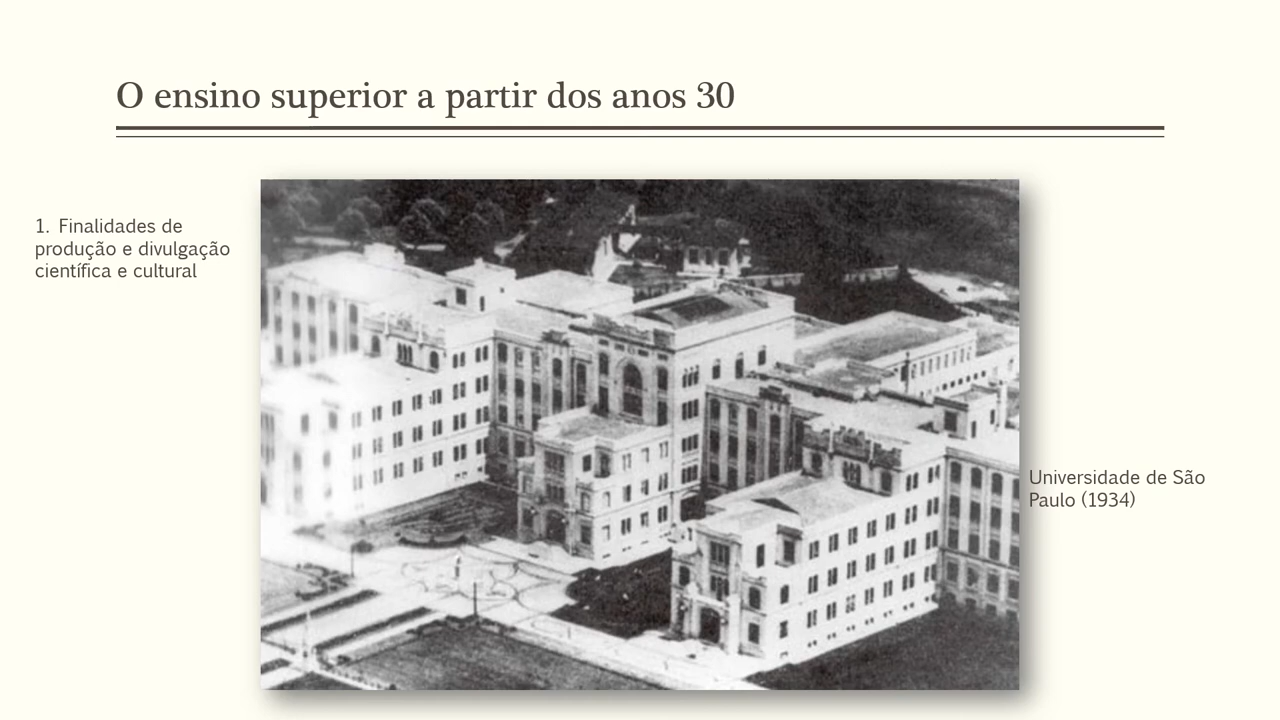 O ensino superior a partir dos anos 30
1. Finalidades de
produção e divulgação
científica e cultural
Universidade de São
Paulo (1934)